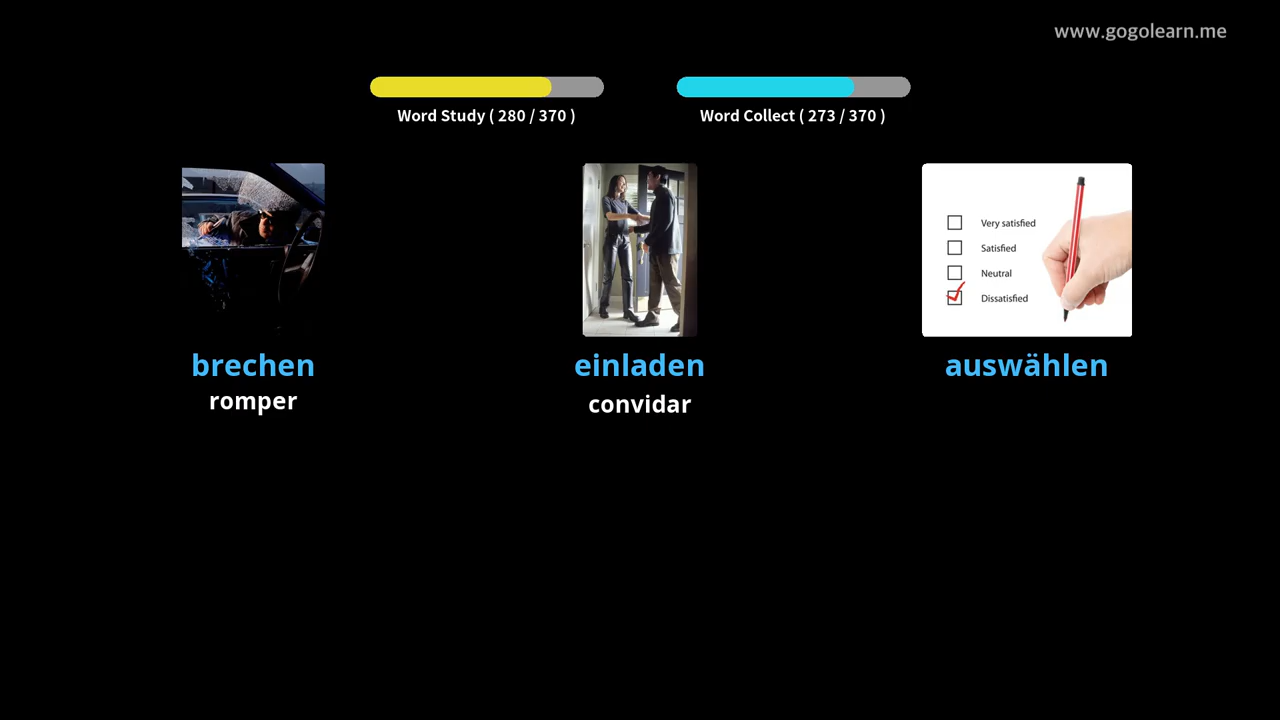 www.gogolearn.me
Word Study ( 280 / 370 )
Word Collect ( 273 / 370 )
Very satisfied
Satisfied
Neutral
Dissatisfied
brechen
einladen
auswählen
romper
convidar